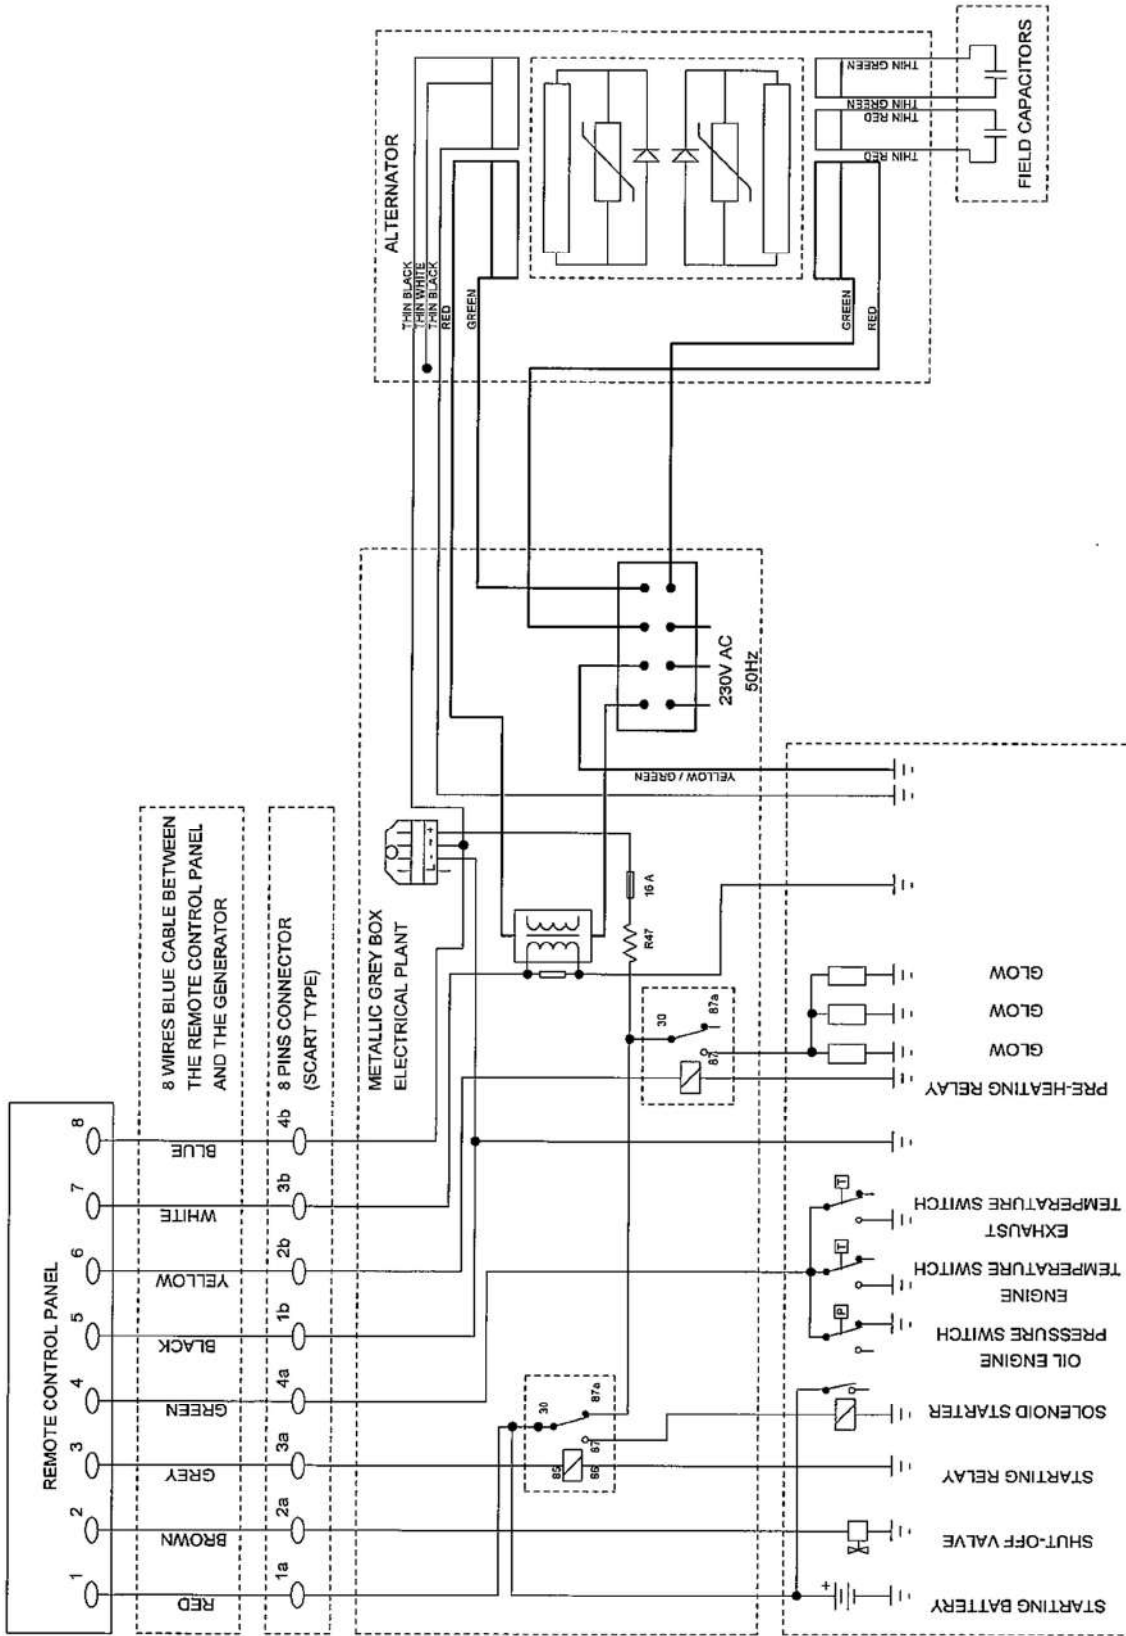 REMOTE CONTROL PANEL
1
2
3
4
5
6
7
8
RED
BROWN
GREY
GREEN
BLACK
YELLOW
WHITE
BLUE
8 WIRES BLUE CABLE BETWEEN
THE REMOTE CONTROL PANEL
AND THE GENERATOR
1a
2a
3a
4a
1b
2b
3b
4b
8 PINS CONNECTOR
(SCART TYPE)
METALLIC GREY BOX
ELECTRICAL PLANT
- ~ +
30
87a
87
85
86
30
87a
87
R47
16 A
230V AC
50Hz
YELLOW / GREEN
ALTERNATOR
THIN BLACK
THIN WHITE
THIN BLACK
RED
GREEN
GREEN
RED
THIN RED
THIN RED
THIN GREEN
THIN GREEN
FIELD CAPACITORS
+
P
T
T
STARTING BATTERY
SHUT-OFF VALVE
STARTING RELAY
SOLENOID STARTER
OIL ENGINE
PRESSURE SWITCH
ENGINE
TEMPERATURE SWITCH
EXHAUST
TEMPERATURE SWITCH
PRE-HEATING RELAY
GLOW
GLOW
GLOW